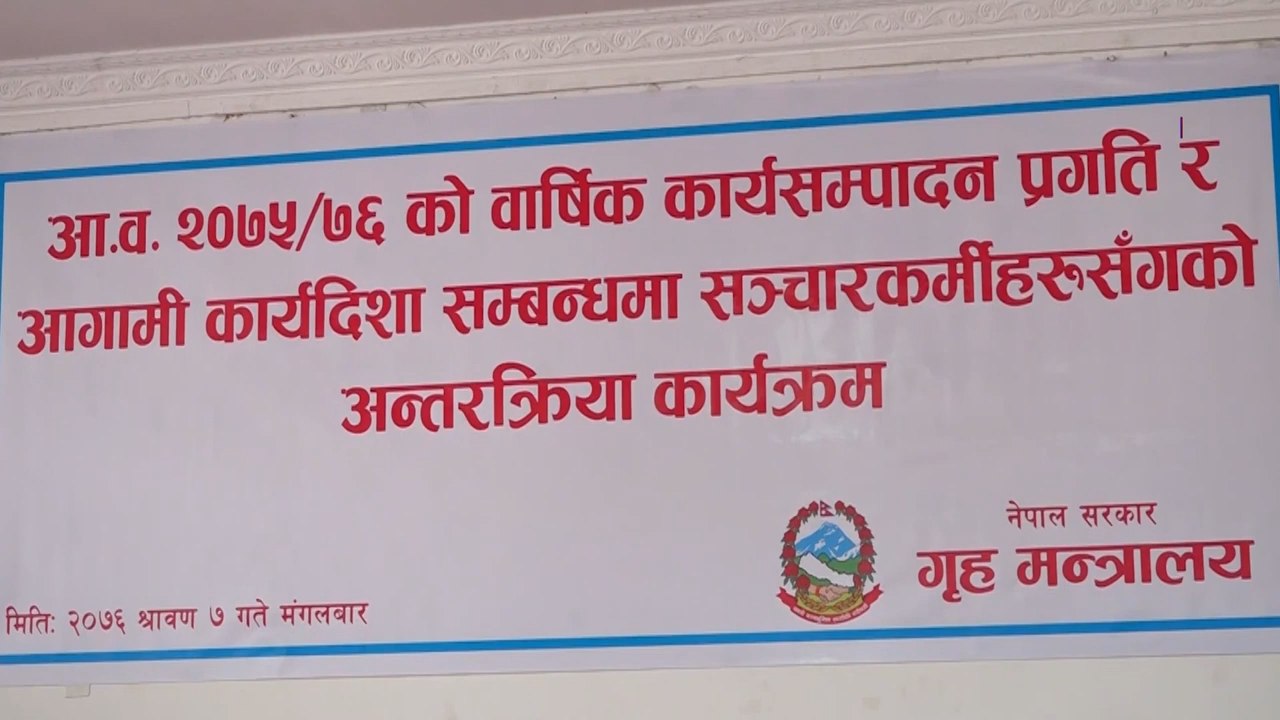 आ.व. २०७५/७६ को वार्षिक कार्यसम्पादन प्रगति र
आगामी कार्यदिशा सम्बन्धमा सञ्चारकर्मीहरुसँगको
अन्तरक्रिया कार्यक्रम
नेपाल सरकार
गृह मन्त्रालय
मितिः २०७६ श्रावण ७ गते मंगलबार